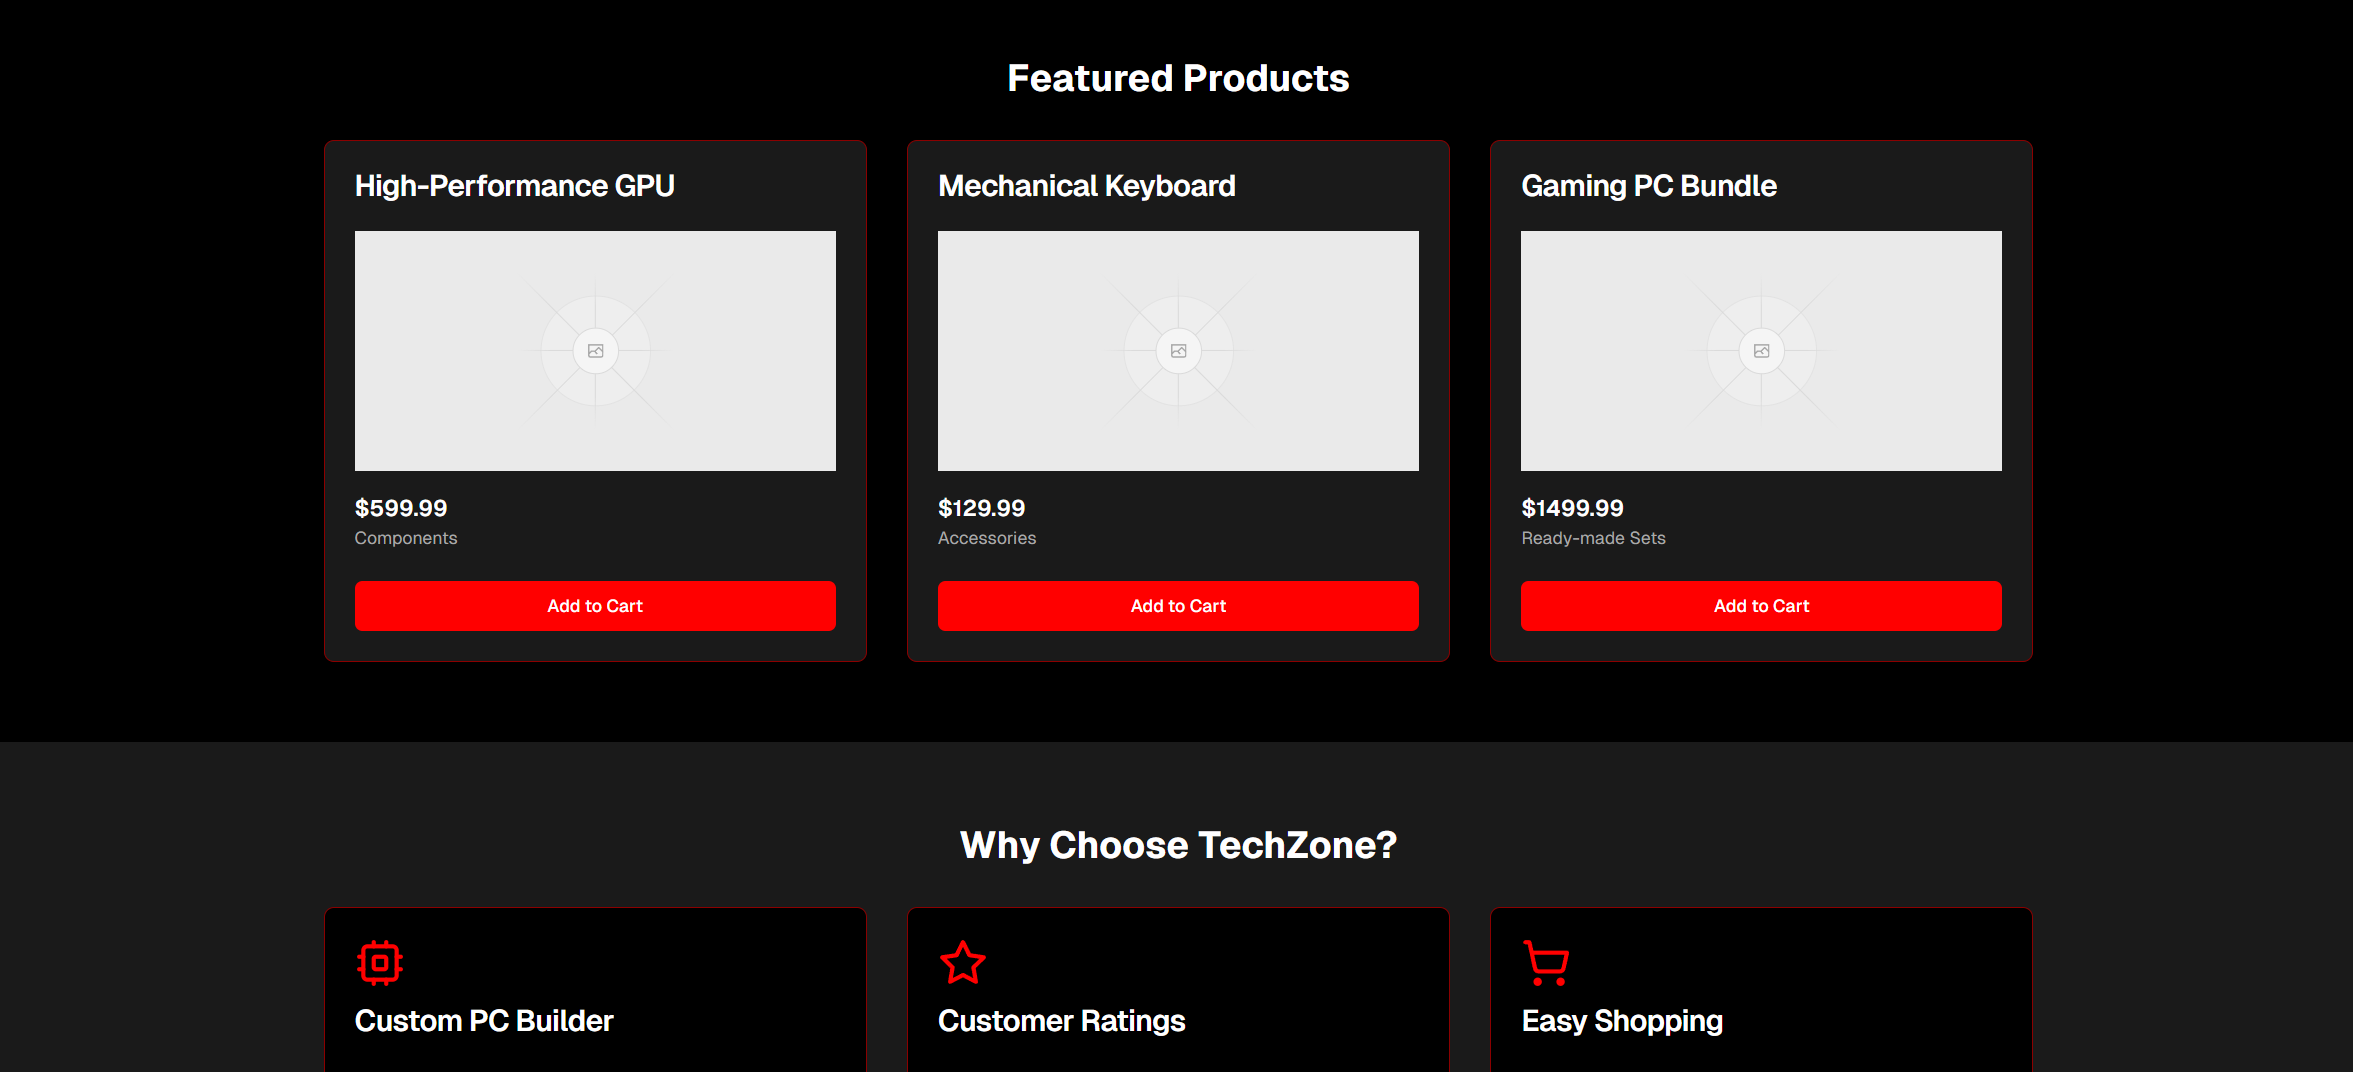 Featured Products
High-Performance GPU
$599.99
Components
Add to Cart
Mechanical Keyboard
$129.99
Accessories
Add to Cart
Gaming PC Bundle
$1499.99
Ready-made Sets
Add to Cart
Why Choose TechZone?
Custom PC Builder
Customer Ratings
Easy Shopping